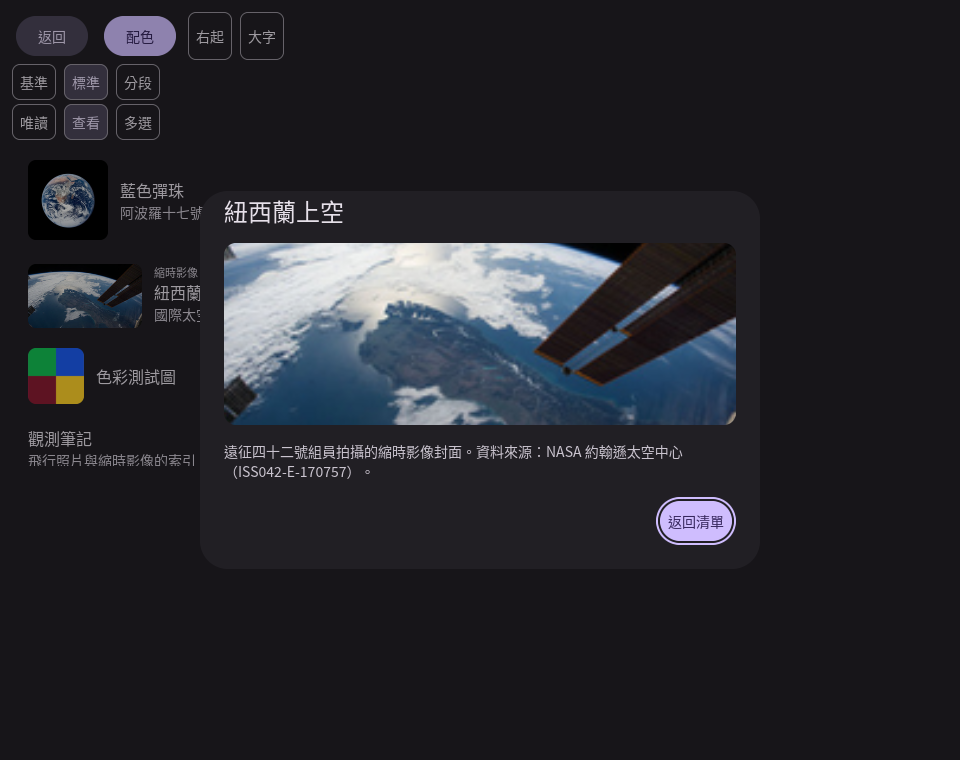 返回
配色
右起
大字
基準
標準
分段
唯讀
查看
多選
藍色彈珠
阿波羅十七號
縮時影像
紐西蘭
國際太空
色彩測試圖
觀測筆記
飛行照片與縮時影像的索引
紐西蘭上空
遠征四十二號組員拍攝的縮時影像封面。資料來源：NASA 約翰遜太空中心
（ISS042-E-170757）。
返回清單